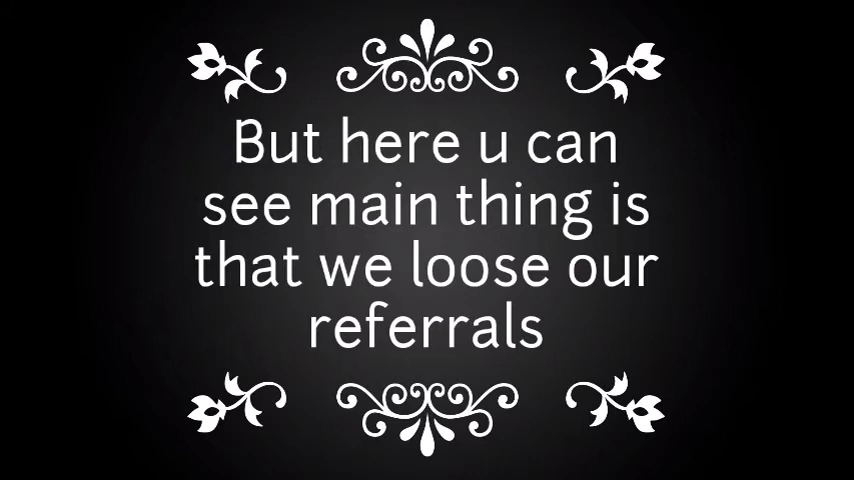 But here u can
see main thing is
that we loose our
referrals